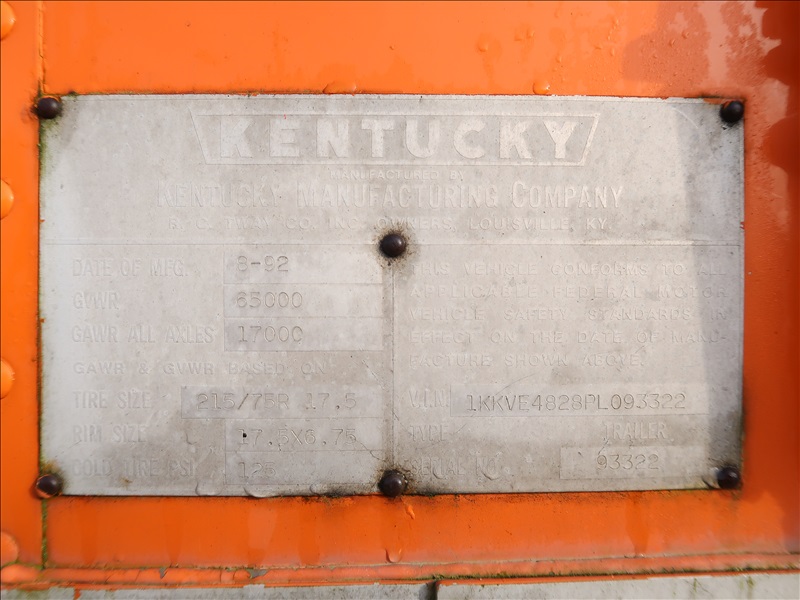 KENTUCKY
MANUFACTURED BY
KENTUCKY MANUFACTURING COMPANY
R. C. TWAY CO. INC. OWNERS, LOUISVILLE, KY.
DATE OF MFG. 8-92
GVWR 65000
GAWR ALL AXLES 17000
GAWR & GVWR BASED ON
TIRE SIZE 215/75R 17.5
RIM SIZE 17.5X6.75
COLD TIRE PSI 125
THIS VEHICLE CONFORMS TO ALL
APPLICABLE FEDERAL MOTOR
VEHICLE SAFETY STANDARDS IN
EFFECT ON THE DATE OF MANU-
FACTURE SHOWN ABOVE.
V.I.N. 1KKVE4828PL093322
TYPE TRAILER
SERIAL NO. 93322